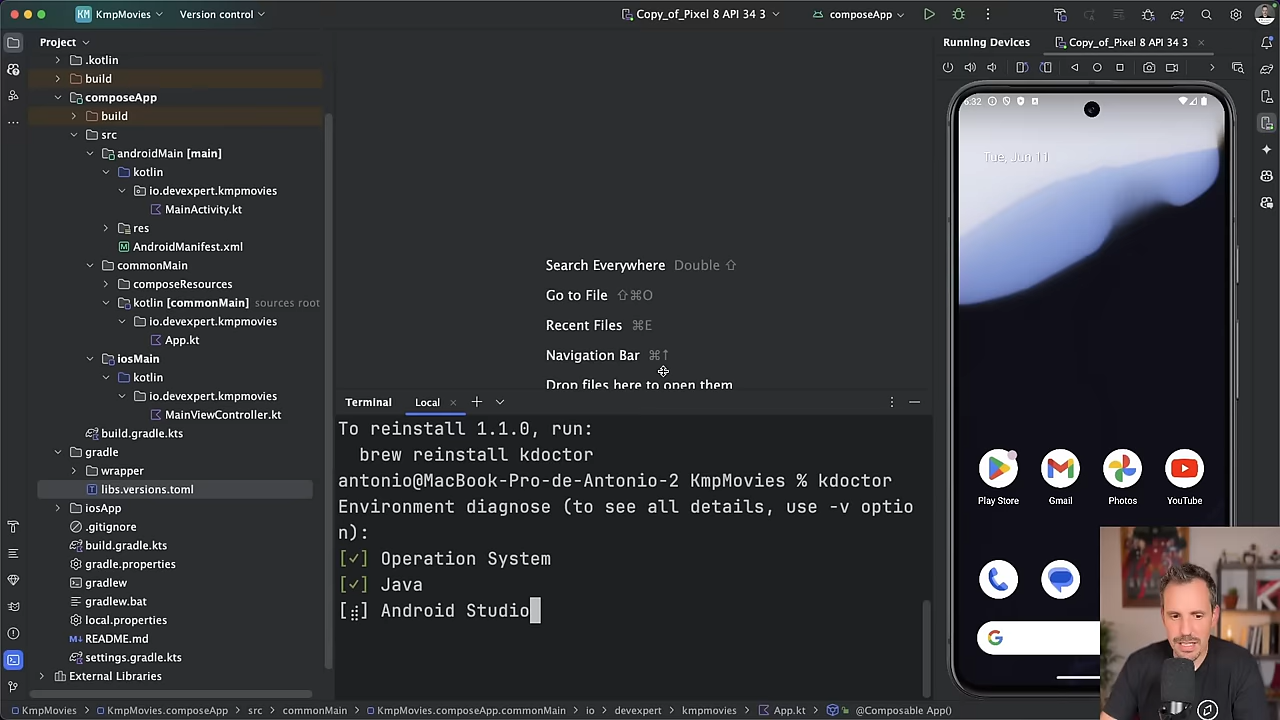 KM KmpMovies
Version control
Copy_of_Pixel 8 API 34 3
composeApp
Project
.kotlin
build
composeApp
build
src
androidMain [main]
kotlin
io.devexpert.kmpmovies
MainActivity.kt
res
AndroidManifest.xml
commonMain
composeResources
kotlin [commonMain] sources root
io.devexpert.kmpmovies
App.kt
iosMain
kotlin
io.devexpert.kmpmovies
MainViewController.kt
build.gradle.kts
gradle
wrapper
libs.versions.toml
iosApp
.gitignore
build.gradle.kts
gradle.properties
gradlew
gradlew.bat
local.properties
README.md
settings.gradle.kts
External Libraries
Search Everywhere Double ⇧
Go to File ⇧⌘O
Recent Files ⌘E
Navigation Bar ⌘↑
Drop files here to open them
Terminal
Local
To reinstall 1.1.0, run:
brew reinstall kdoctor
antonio@MacBook-Pro-de-Antonio-2 KmpMovies % kdoctor
Environment diagnose (to see all details, use -v optio
n):
[✓] Operation System
[✓] Java
[⣾] Android Studio
Running Devices
Copy_of_Pixel 8 API 34 3
6:32
Tue, Jun 11
Play Store
Gmail
Photos
YouTube
KmpMovies
KmpMovies.composeApp
src
commonMain
KmpMovies.composeApp.commonMain
io
devexpert
kmpmovies
App.kt
@Composable App()